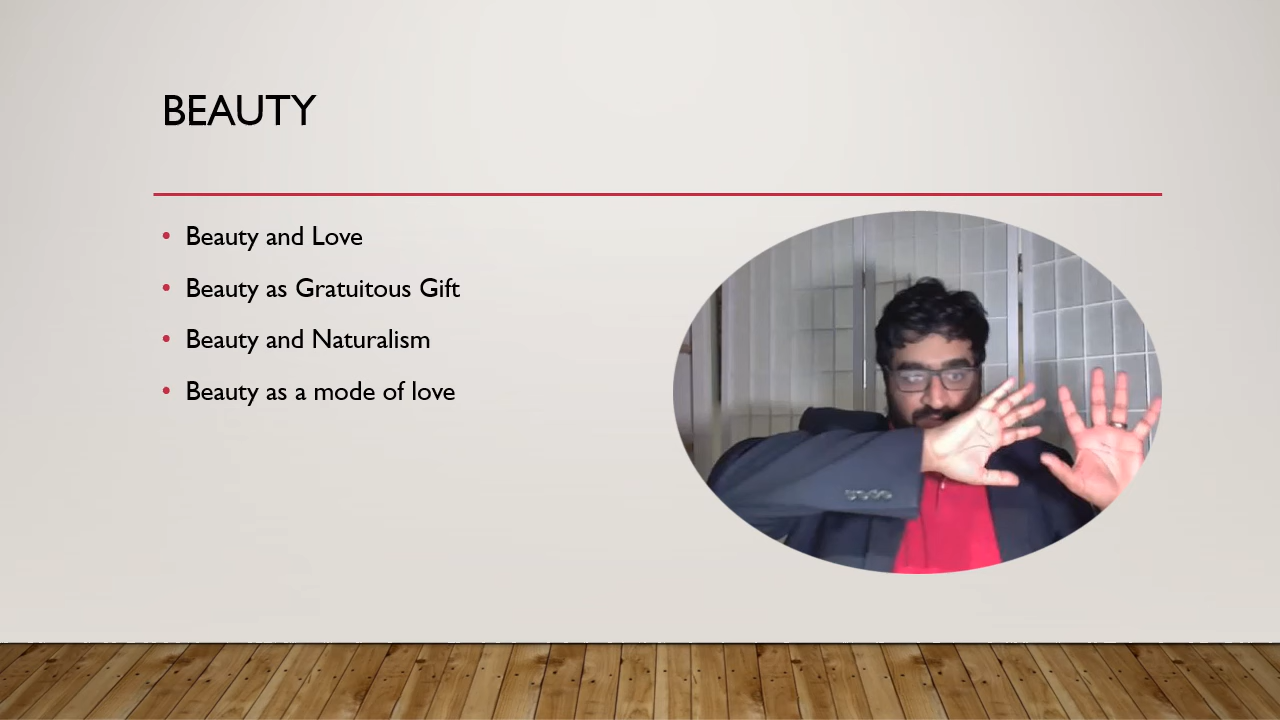 BEAUTY
Beauty and Love
Beauty as Gratuitous Gift
Beauty and Naturalism
Beauty as a mode of love